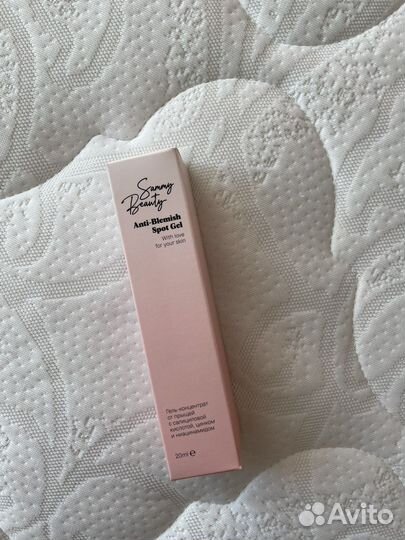 Sammy
Beauty
Anti-Blemish
Spot Gel
With love
for your skin
Гель-концентрат
от прыщей
с салициловой
кислотой, цинком
и ниацинамидом
20ml ℮
Avito